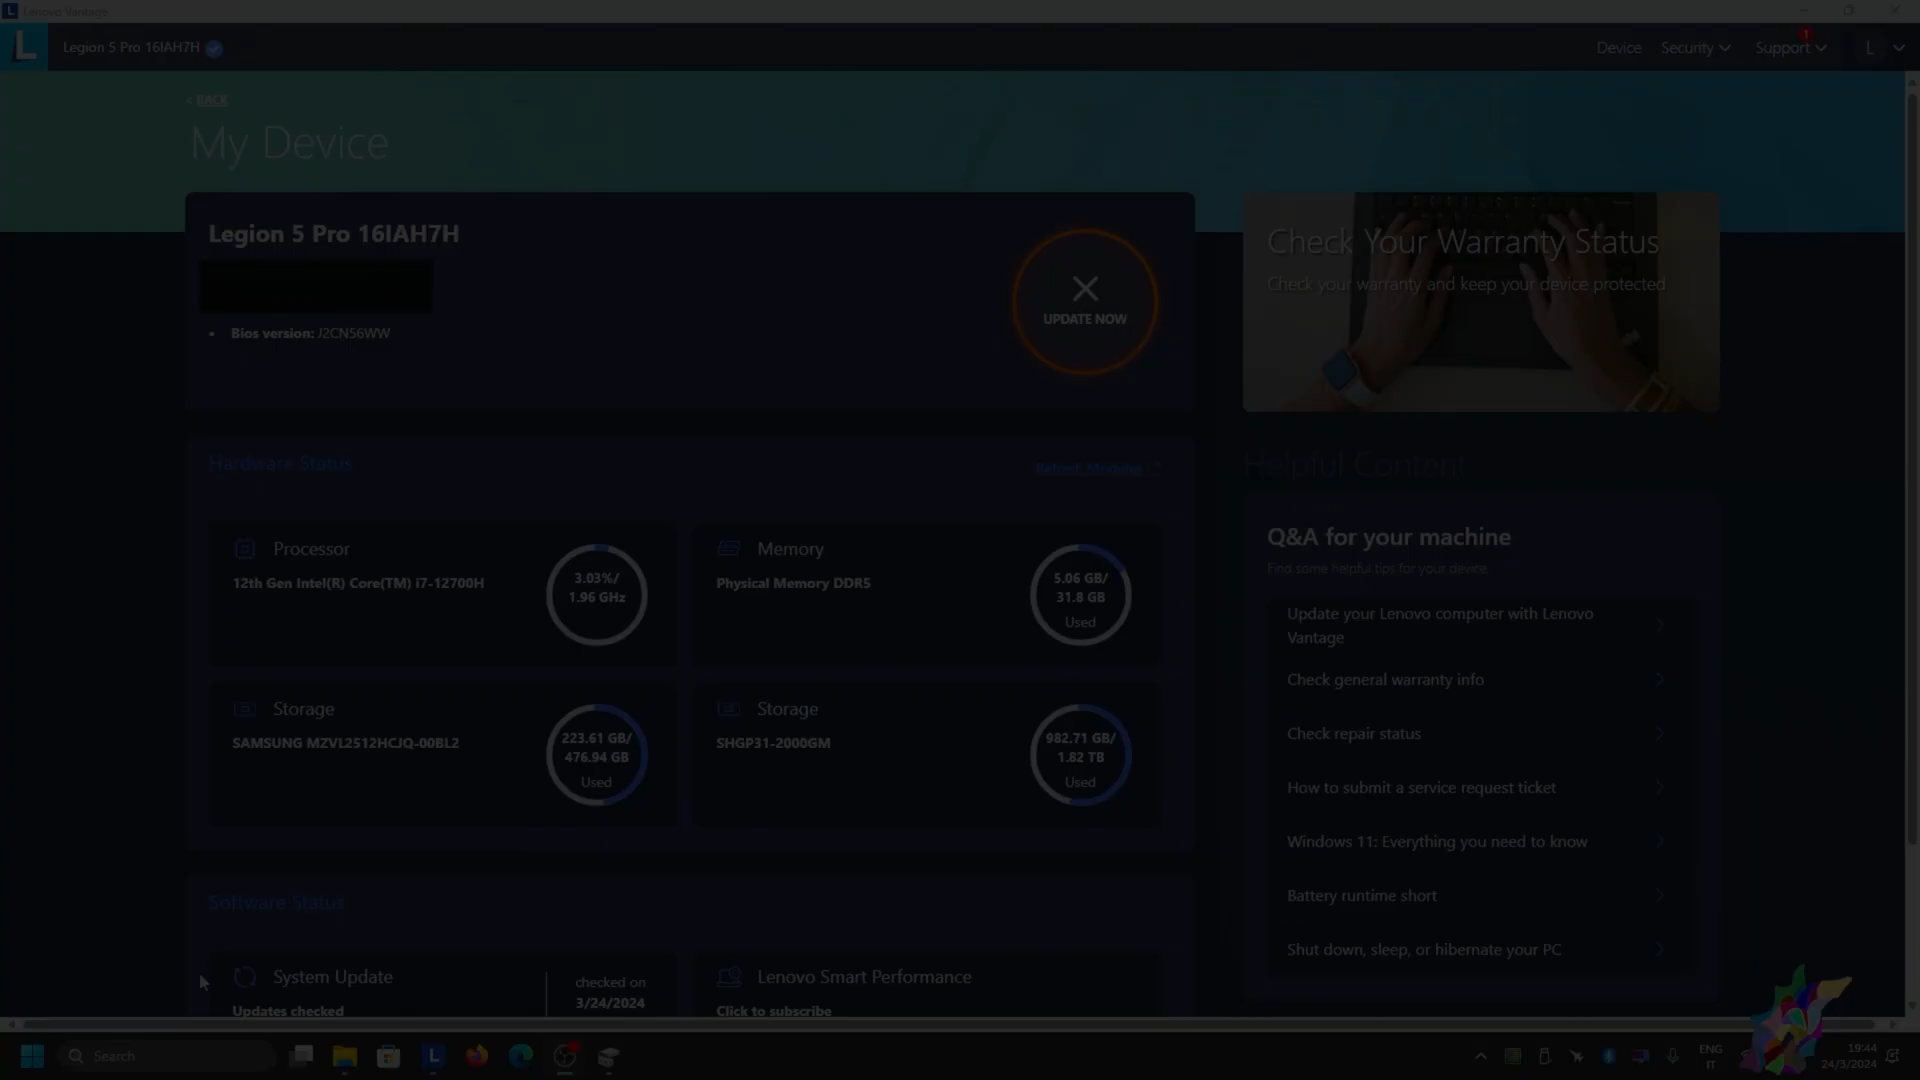 Lenovo Vantage
L
Legion 5 Pro 16IAH7H
Device
Security
Support
1
L
< BACK
My Device
Legion 5 Pro 16IAH7H
• Bios version: J2CN56WW
UPDATE NOW
Check Your Warranty Status
Check your warranty and keep your device protected.
Hardware Status
Refresh Modules
Processor
12th Gen Intel(R) Core(TM) i7-12700H
3.03%/
1.96 GHz
Memory
Physical Memory DDR5
5.06 GB/
31.8 GB
Used
Storage
SAMSUNG MZVL2512HCJQ-00BL2
223.61 GB/
476.94 GB
Used
Storage
SHGP31-2000GM
982.71 GB/
1.82 TB
Used
Software Status
System Update
Updates checked
checked on
3/24/2024
Lenovo Smart Performance
Click to subscribe
Helpful Content
Q&A for your machine
Find some helpful tips for your device.
Update your Lenovo computer with Lenovo
Vantage
Check general warranty info
Check repair status
How to submit a service request ticket
Windows 11: Everything you need to know
Battery runtime short
Shut down, sleep, or hibernate your PC
Search
L
ENG
IT
19:44
24/3/2024